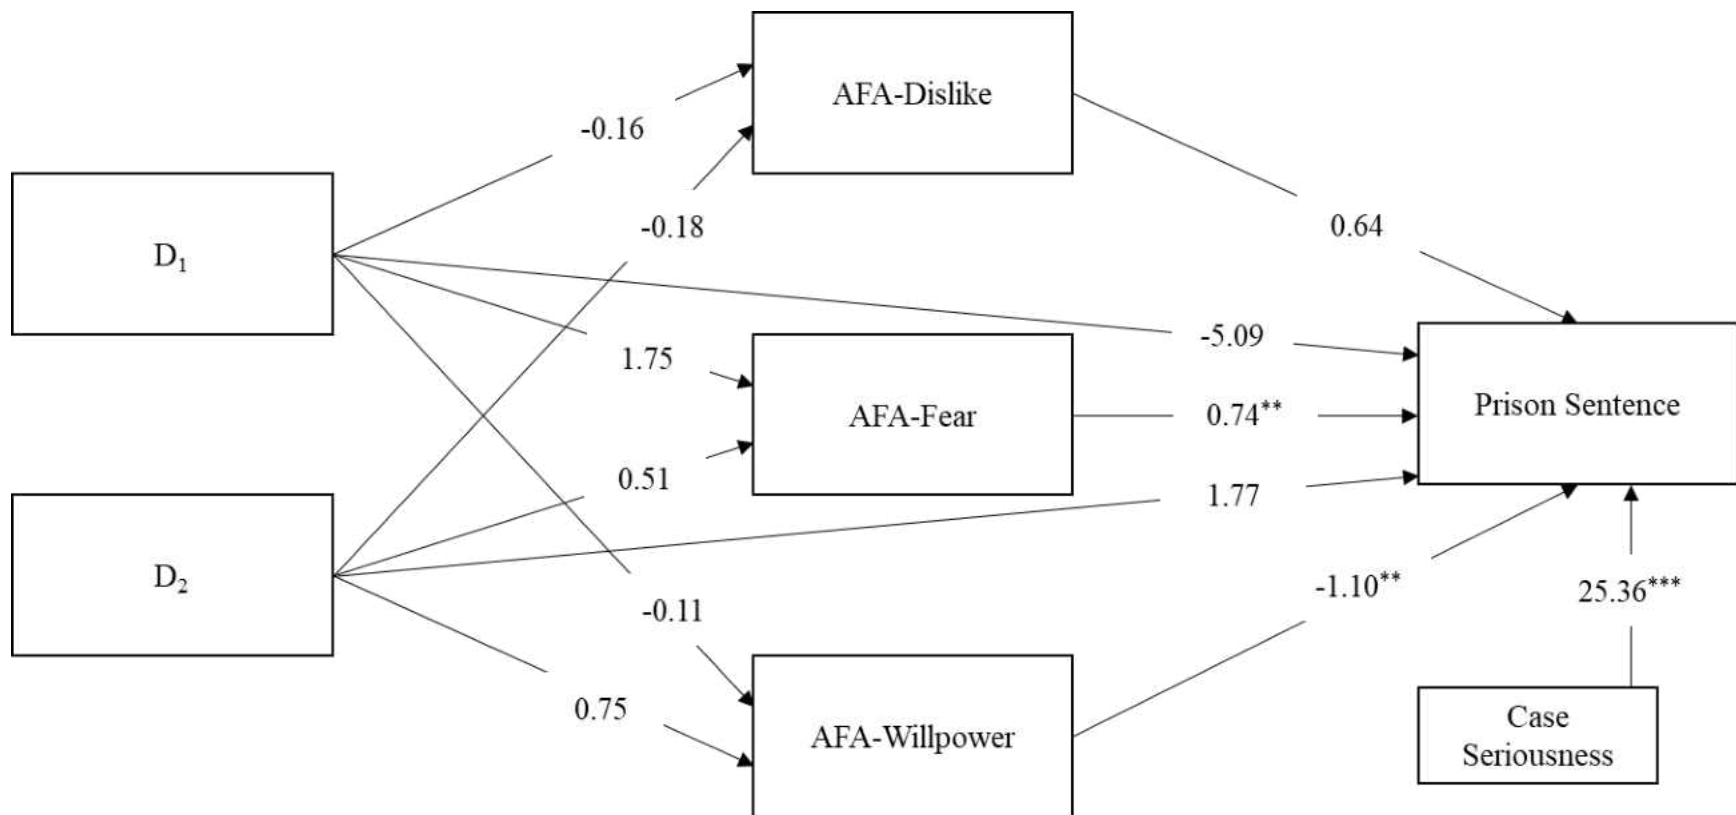 AFA-Dislike
-0.16
-0.18
0.64
D₁
-5.09
1.75
AFA-Fear
0.74**
Prison Sentence
0.51
1.77
D₂
-0.11
-1.10**
25.36***
0.75
AFA-Willpower
Case
Seriousness